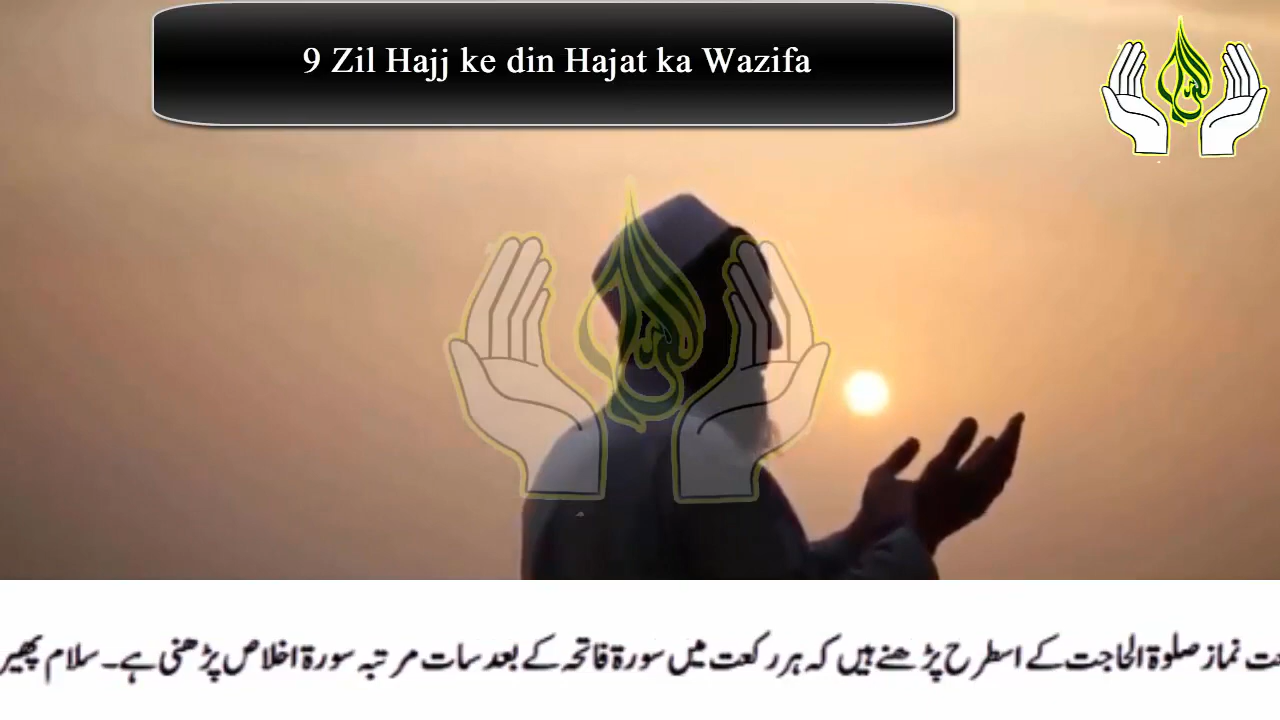 9 Zil Hajj ke din Hajat ka Wazifa
نماز صلوۃ الحاجت کے اسطرح پڑھنے ہیں کہ ہر رکعت میں سورۃ فاتحہ کے بعد سات مرتبہ سورۃ اخلاص پڑھنی ہے۔ سلام پھیر